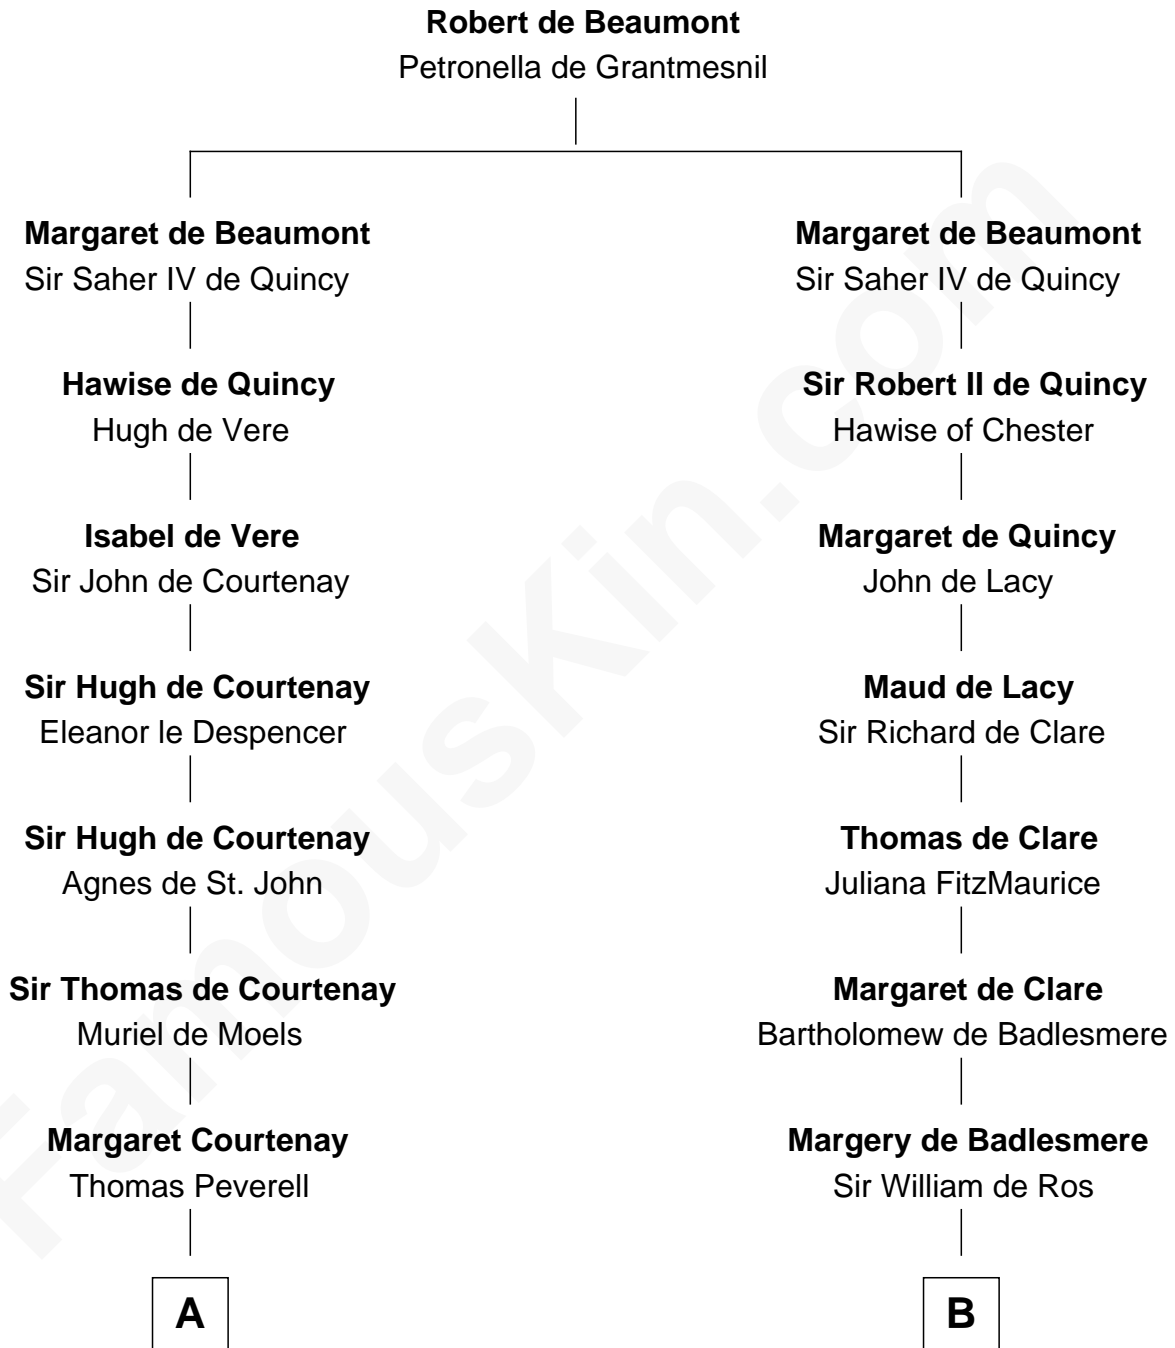 Robert de Beaumont
Petronella de Grantmesnil
Margaret de Beaumont
Sir Saher IV de Quincy
Hawise de Quincy
Hugh de Vere
Isabel de Vere
Sir John de Courtenay
Sir Hugh de Courtenay
Eleanor le Despencer
Sir Hugh de Courtenay
Agnes de St. John
Sir Thomas de Courtenay
Muriel de Moels
Margaret Courtenay
Thomas Peverell
A
Margaret de Beaumont
Sir Saher IV de Quincy
Sir Robert II de Quincy
Hawise of Chester
Margaret de Quincy
John de Lacy
Maud de Lacy
Sir Richard de Clare
Thomas de Clare
Juliana FitzMaurice
Margaret de Clare
Bartholomew de Badlesmere
Margery de Badlesmere
Sir William de Ros
B
FamousKin.com